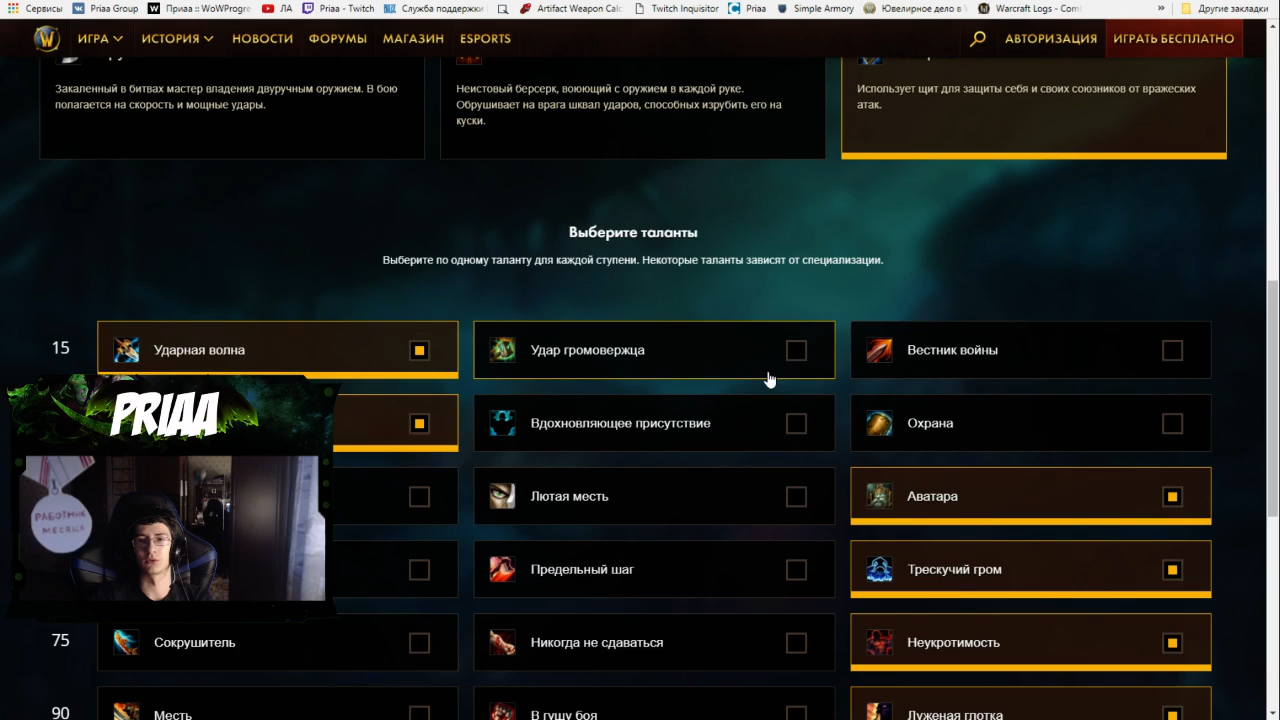 Сервисы Priaa Group Приаа :: WoWProgre ЛА Priaa - Twitch Служба поддержки Artifact Weapon Calc Twitch Inquisitor Priaa Simple Armory Ювелирное дело в Warcraft Logs - Comb » Другие закладки
ИГРА ИСТОРИЯ НОВОСТИ ФОРУМЫ МАГАЗИН ESPORTS АВТОРИЗАЦИЯ ИГРАТЬ БЕСПЛАТНО
Закаленный в битвах мастер владения двуручным оружием. В бою
полагается на скорость и мощные удары.
Неистовый берсерк, воюющий с оружием в каждой руке.
Обрушивает на врага шквал ударов, способных изрубить его на
куски.
Использует щит для защиты себя и своих союзников от вражеских
атак.
Выберите таланты
Выберите по одному таланту для каждой ступени. Некоторые таланты зависят от специализации.
15 Ударная волна Удар громовержца Вестник войны
PRIAA
Вдохновляющее присутствие Охрана
Лютая месть Аватара
РАБОТНИК
МЕСЯЦА
Предельный шаг Трескучий гром
75 Сокрушитель Никогда не сдаваться Неукротимость
90 Месть В гущу боя Луженая глотка